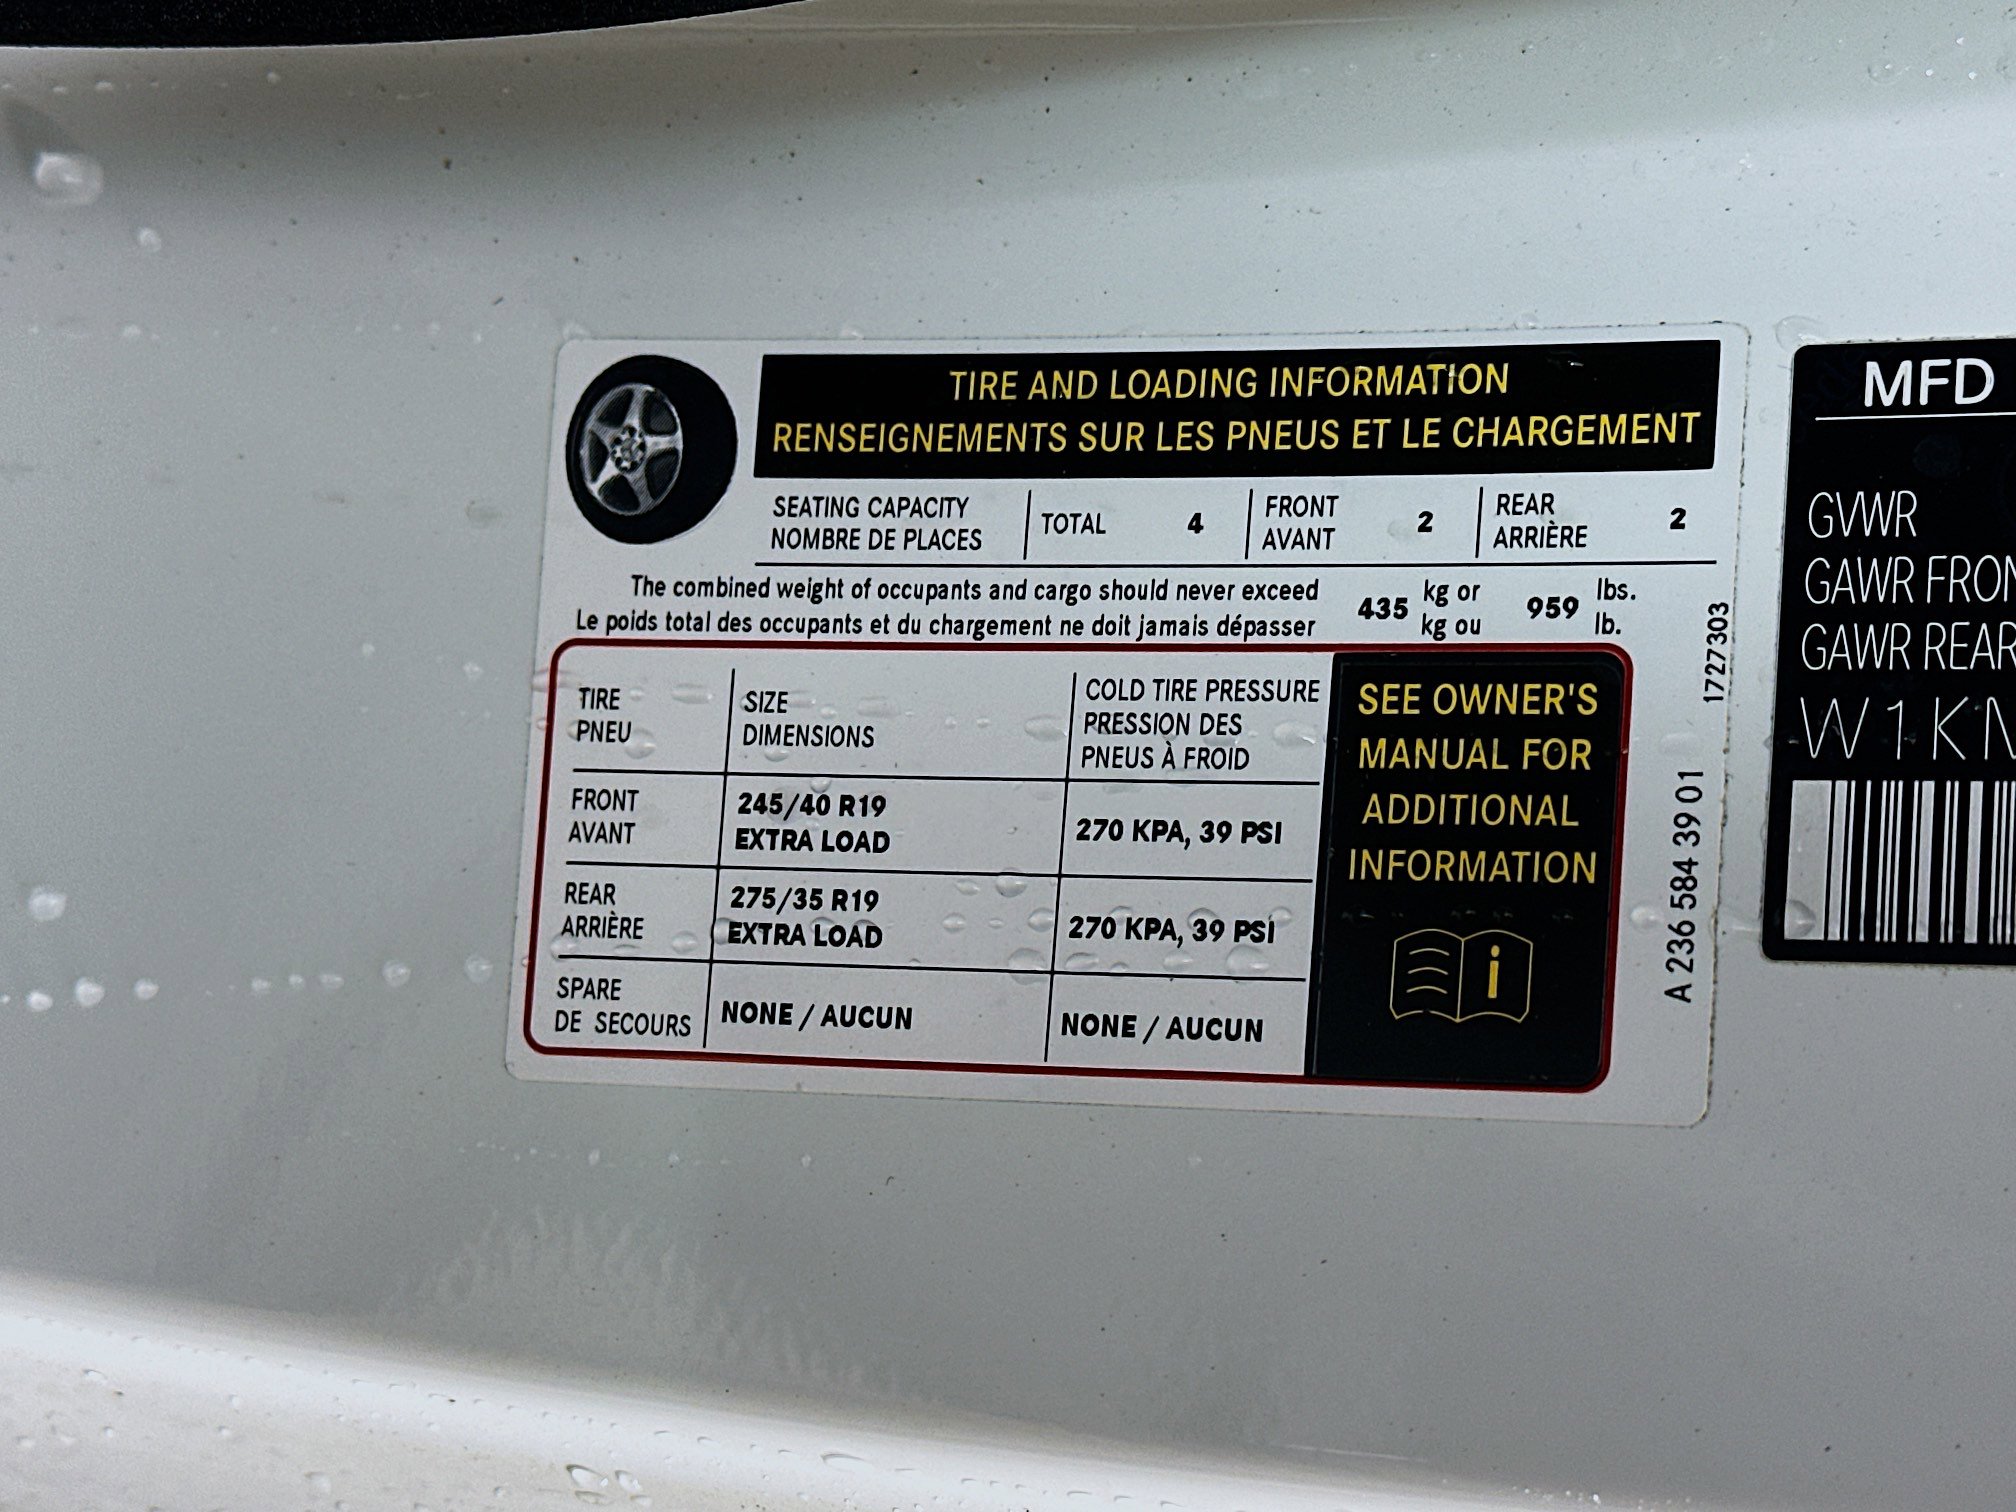 TIRE AND LOADING INFORMATION
RENSEIGNEMENTS SUR LES PNEUS ET LE CHARGEMENT
SEATING CAPACITY
NOMBRE DE PLACES
TOTAL 4
FRONT
AVANT
2
REAR
ARRIÈRE
2
The combined weight of occupants and cargo should never exceed
Le poids total des occupants et du chargement ne doit jamais dépasser
435 kg or
kg ou
959 lbs.
lb.
TIRE
PNEU
SIZE
DIMENSIONS
COLD TIRE PRESSURE
PRESSION DES
PNEUS À FROID
FRONT
AVANT
245/40 R19
EXTRA LOAD
270 KPA, 39 PSI
REAR
ARRIÈRE
275/35 R19
EXTRA LOAD
270 KPA, 39 PSI
SPARE
DE SECOURS
NONE / AUCUN
NONE / AUCUN
SEE OWNER'S
MANUAL FOR
ADDITIONAL
INFORMATION
i
1727303
A 236 584 39 01
MFD
GVWR
GAWR FRON
GAWR REAR
W1K